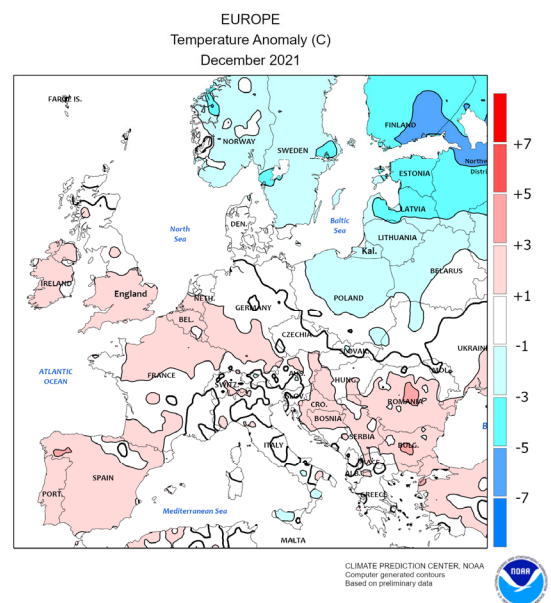 EUROPE
Temperature Anomaly (C)
December 2021
FAROE IS.
FINLAND
NORWAY
SWEDEN
ESTONIA
Distri
LATVIA
North
Sea
DEN.
Baltic
Sea
LITHUANIA
Kal.
BELARUS
IRELAND
England
NETH.
GERMANY
POLAND
BEL.
CZECHIA
UKRAIN
SLOVAK.
MOL.
ATLANTIC
OCEAN
FRANCE
SWITZ.
HUNG.
CRO.
ROMANIA
BOSNIA
SERBIA
BULG.
ITALY
PORT.
SPAIN
GREECE
Mediterranean Sea
MALTA
+7
+5
+3
+1
-1
-3
-5
-7
CLIMATE PREDICTION CENTER, NOAA
Computer generated contours
Based on preliminary data
NOAA